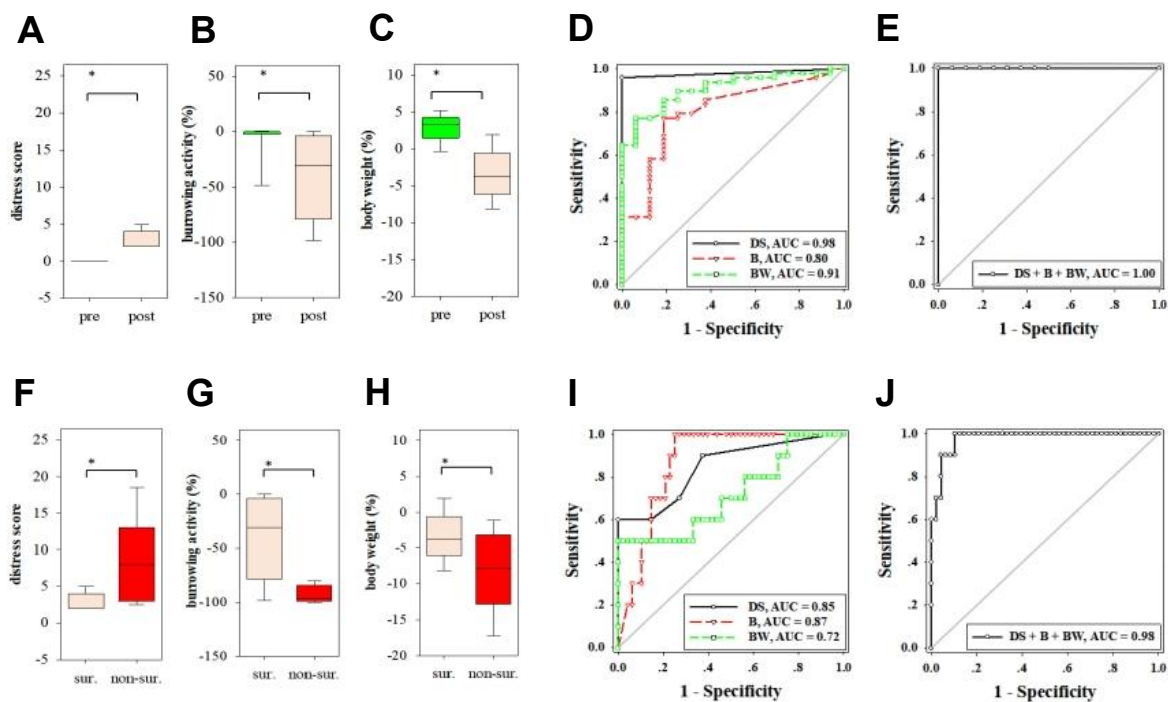 A
B
C
D
E
distress score
25
20
15
10
5
0
-5
*
pre post
burrowing activity (%)
50
0
-50
-100
-150
*
pre post
body weight (%)
10
5
0
-5
-10
-15
-20
*
pre post
Sensitivity
1.0
.8
.6
.4
.2
0.0
DS, AUC = 0.98
B, AUC = 0.80
BW, AUC = 0.91
0.0 .2 .4 .6 .8 1.0
1 - Specificity
Sensitivity
1.0
.8
.6
.4
.2
0.0
DS + B + BW, AUC = 1.00
0.0 .2 .4 .6 .8 1.0
1 - Specificity
F
G
H
I
J
distress score
25
20
15
10
5
0
-5
*
sur. non-sur.
burrowing activity (%)
50
0
-50
-100
-150
*
sur. non-sur.
body weight (%)
10
5
0
-5
-10
-15
-20
*
sur. non-sur.
Sensitivity
1.0
.8
.6
.4
.2
0.0
DS, AUC = 0.85
B, AUC = 0.87
BW, AUC = 0.72
0.0 .2 .4 .6 .8 1.0
1 - Specificity
Sensitivity
1.0
.8
.6
.4
.2
0.0
DS + B + BW, AUC = 0.98
0.0 .2 .4 .6 .8 1.0
1 - Specificity